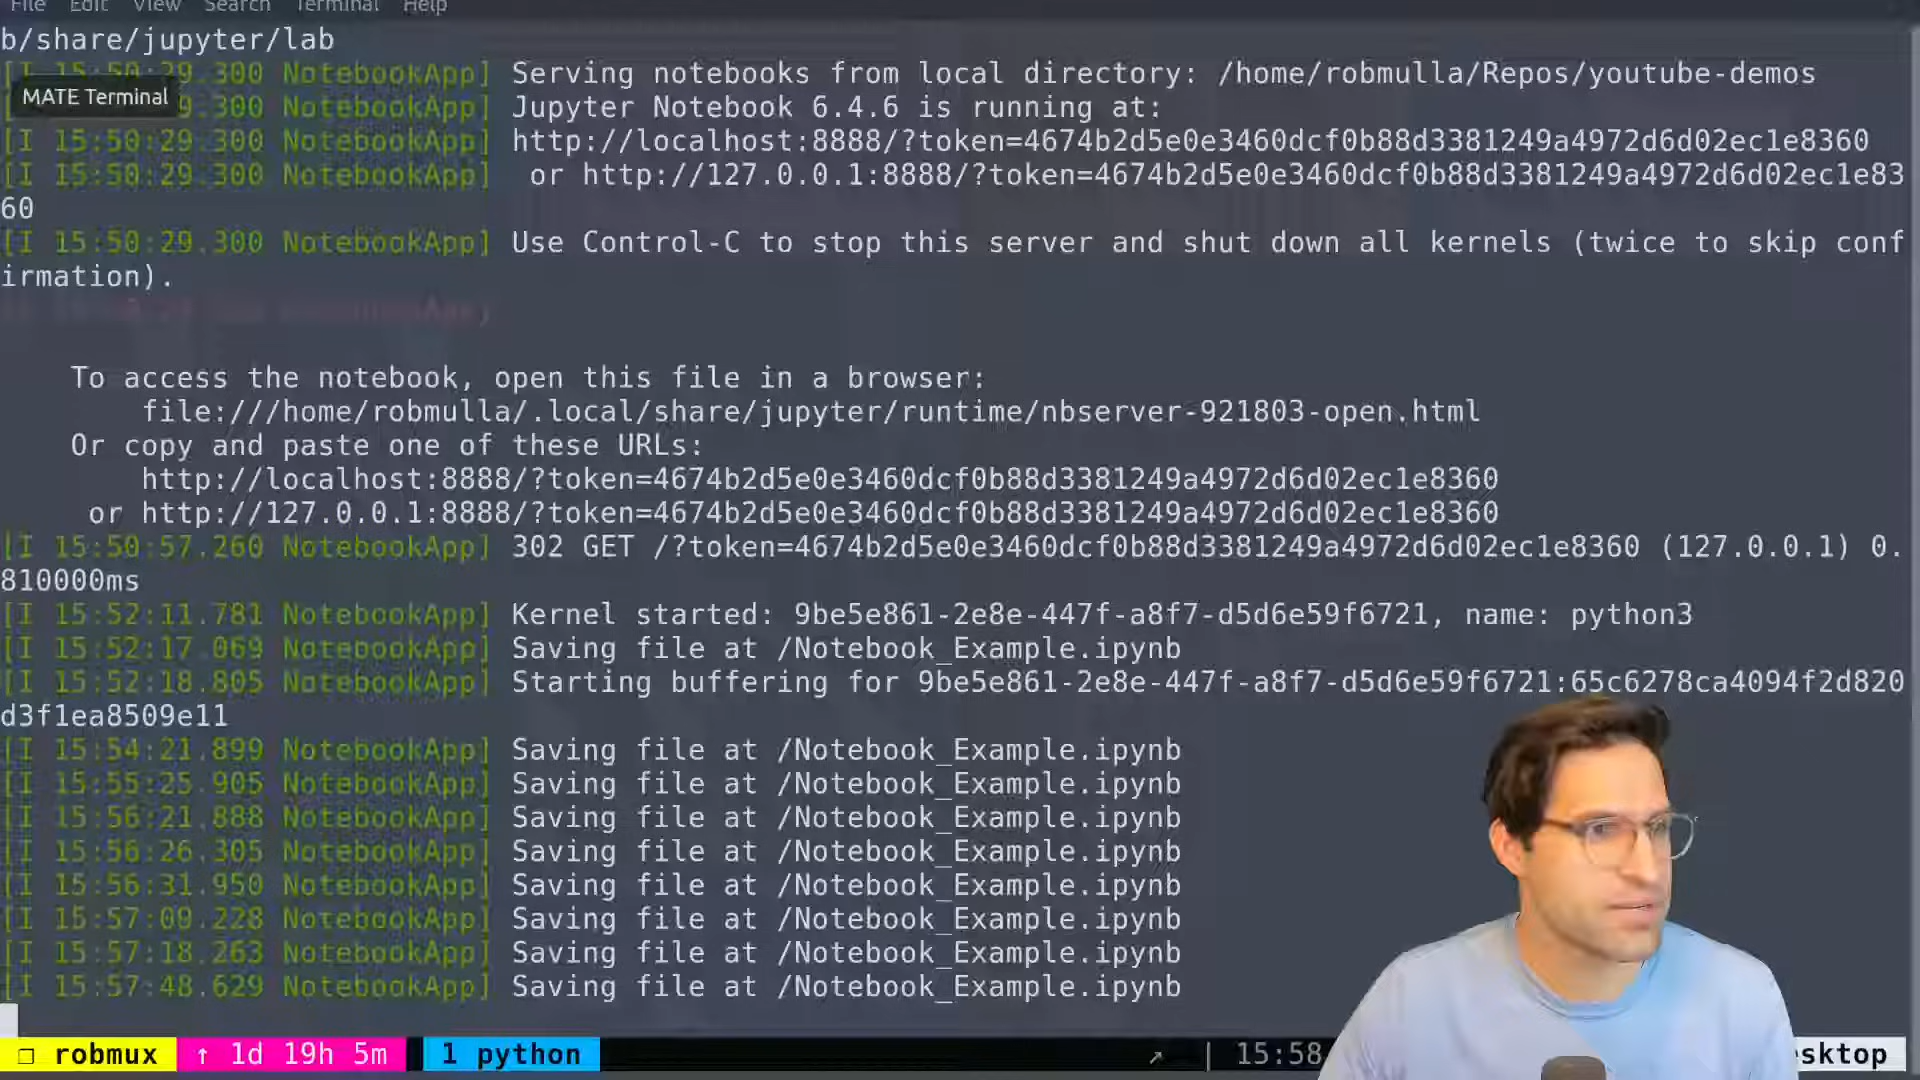 File Edit View Search Terminal Help
b/share/jupyter/lab
[I 15:50:29.300 NotebookApp] Serving notebooks from local directory: /home/robmulla/Repos/youtube-demos
MATE Terminal
9.300 NotebookApp] Jupyter Notebook 6.4.6 is running at:
[I 15:50:29.300 NotebookApp] http://localhost:8888/?token=4674b2d5e0e3460dcf0b88d3381249a4972d6d02ec1e8360
[I 15:50:29.300 NotebookApp]  or http://127.0.0.1:8888/?token=4674b2d5e0e3460dcf0b88d3381249a4972d6d02ec1e83
60
[I 15:50:29.300 NotebookApp] Use Control-C to stop this server and shut down all kernels (twice to skip conf
irmation).
To access the notebook, open this file in a browser:
file:///home/robmulla/.local/share/jupyter/runtime/nbserver-921803-open.html
Or copy and paste one of these URLs:
http://localhost:8888/?token=4674b2d5e0e3460dcf0b88d3381249a4972d6d02ec1e8360
or http://127.0.0.1:8888/?token=4674b2d5e0e3460dcf0b88d3381249a4972d6d02ec1e8360
[I 15:50:57.260 NotebookApp] 302 GET /?token=4674b2d5e0e3460dcf0b88d3381249a4972d6d02ec1e8360 (127.0.0.1) 0.
810000ms
[I 15:52:11.781 NotebookApp] Kernel started: 9be5e861-2e8e-447f-a8f7-d5d6e59f6721, name: python3
[I 15:52:17.069 NotebookApp] Saving file at /Notebook_Example.ipynb
[I 15:52:18.805 NotebookApp] Starting buffering for 9be5e861-2e8e-447f-a8f7-d5d6e59f6721:65c6278ca4094f2d820
d3f1ea8509e11
[I 15:54:21.899 NotebookApp] Saving file at /Notebook_Example.ipynb
[I 15:55:25.905 NotebookApp] Saving file at /Notebook_Example.ipynb
[I 15:56:21.888 NotebookApp] Saving file at /Notebook_Example.ipynb
[I 15:56:26.305 NotebookApp] Saving file at /Notebook_Example.ipynb
[I 15:56:31.950 NotebookApp] Saving file at /Notebook_Example.ipynb
[I 15:57:09.228 NotebookApp] Saving file at /Notebook_Example.ipynb
[I 15:57:18.263 NotebookApp] Saving file at /Notebook_Example.ipynb
[I 15:57:48.629 NotebookApp] Saving file at /Notebook_Example.ipynb
❐ robmux ↑ 1d 19h 5m 1 python ↗ | 15:58 esktop